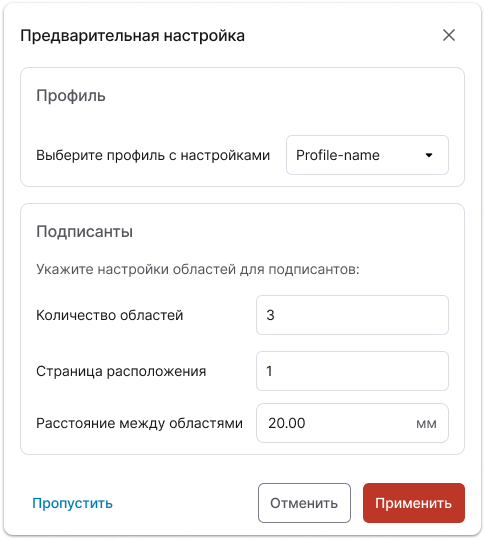 Предварительная настройка
Профиль
Выберите профиль с настройками Profile-name
Подписанты
Укажите настройки областей для подписантов:
Количество областей 3
Страница расположения 1
Расстояние между областями 20.00 мм
Пропустить Отменить Применить